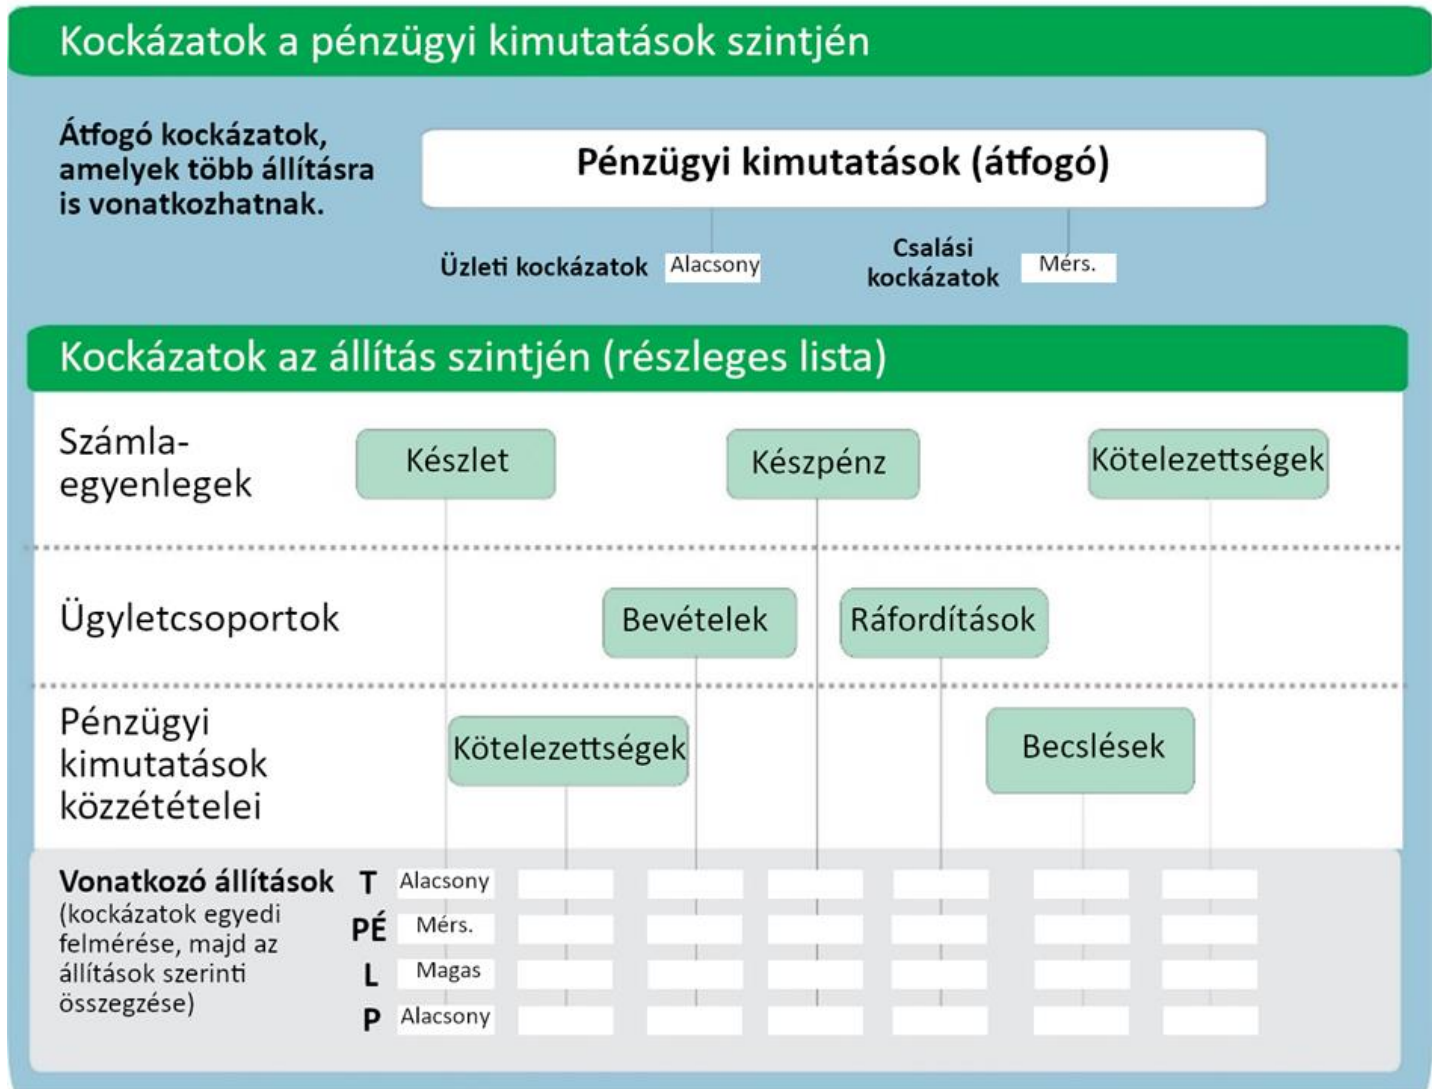 Kockázatok a pénzügyi kimutatások szintjén
Átfogó kockázatok,
amelyek több állításra
is vonatkozhatnak.
Pénzügyi kimutatások (átfogó)
Üzleti kockázatok
Alacsony
Csalási
kockázatok
Mérs.
Kockázatok az állítás szintjén (részleges lista)
Számla-
egyenlegek
Készlet
Készpénz
Kötelezettségek
Ügyletcsoportok
Bevételek
Ráfordítások
Pénzügyi
kimutatások
közzétételei
Kötelezettségek
Becslések
Vonatkozó állítások
(kockázatok egyedi
felmérése, majd az
állítások szerinti
összegzése)
T Alacsony
PÉ Mérs.
L Magas
P Alacsony